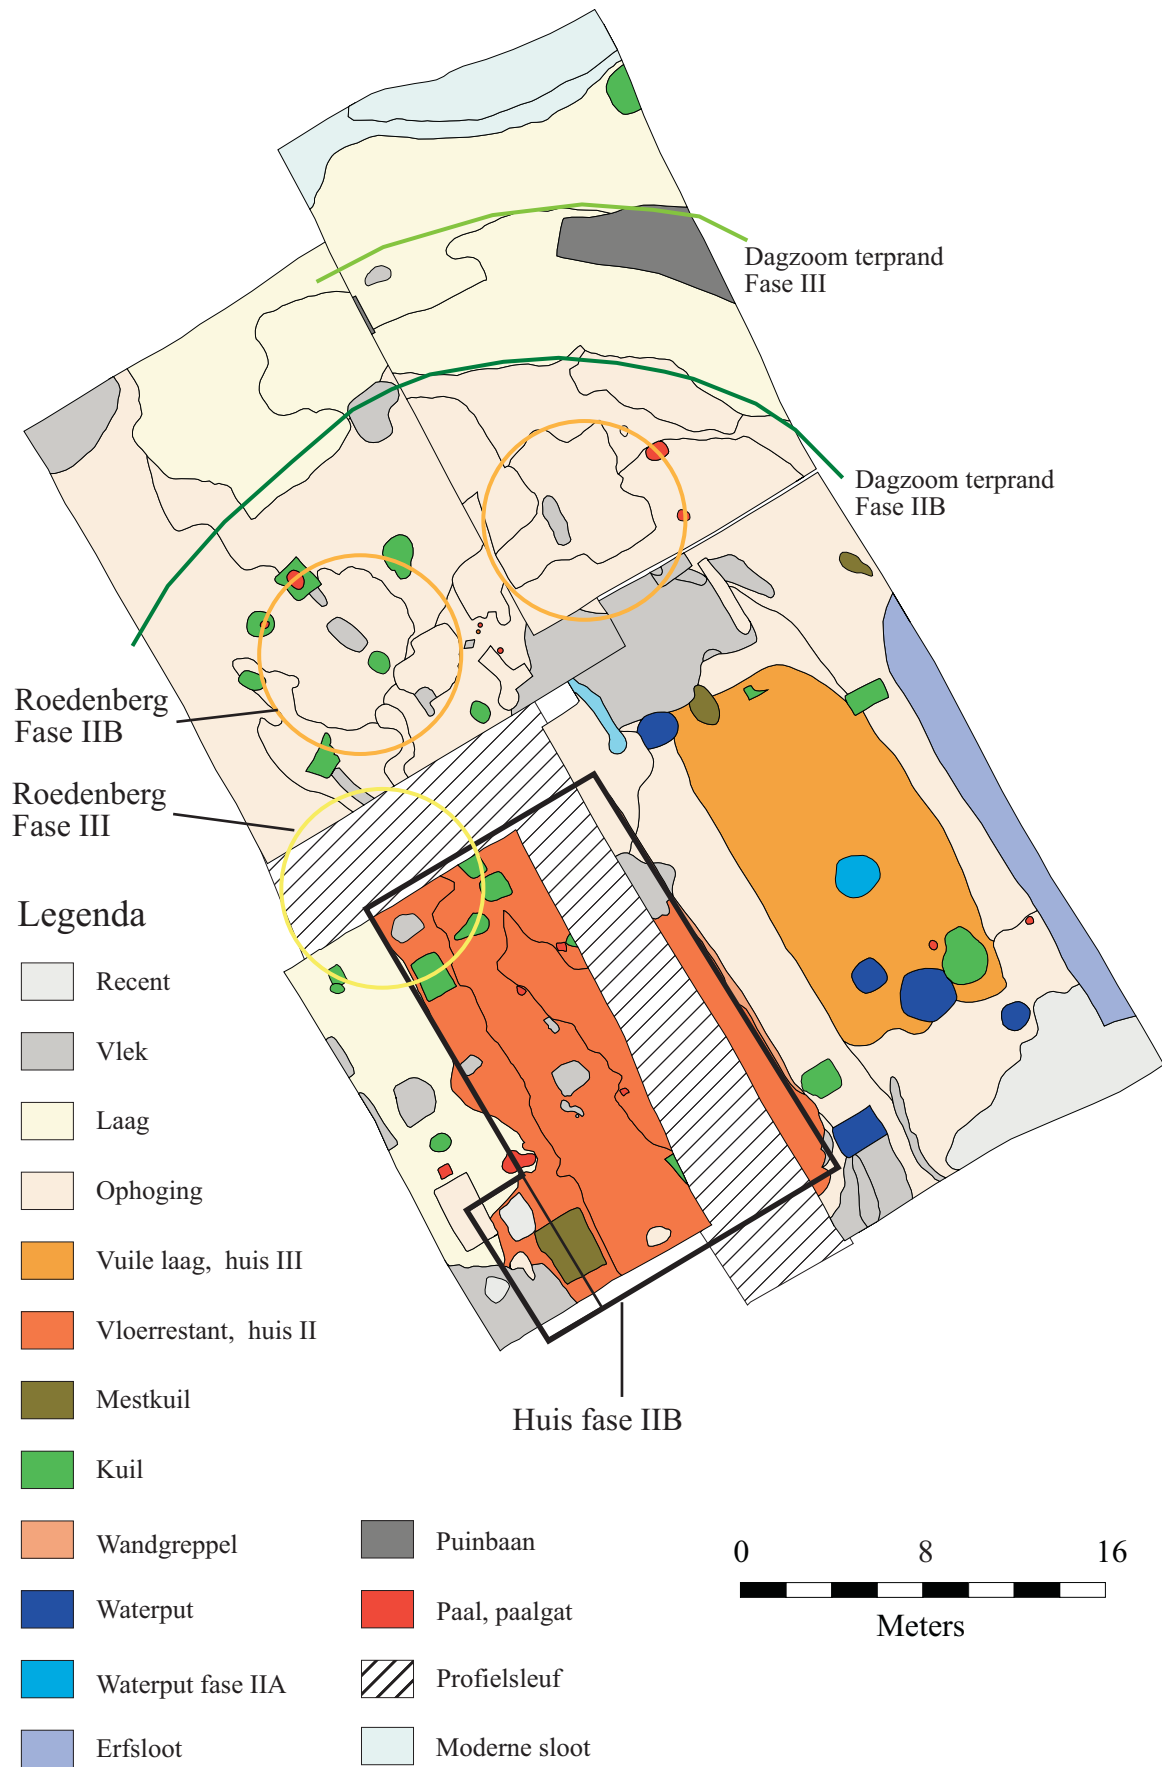 Dagzoom terprand
Fase III
Dagzoom terprand
Fase IIB
Roedenberg
Fase IIB
Roedenberg
Fase III
Legenda
Recent
Vlek
Laag
Ophoging
Vuile laag, huis III
Vloerrestant, huis II
Mestkuil
Kuil
Wandgreppel
Waterput
Waterput fase IIA
Erfsloot
Huis fase IIB
Puinbaan
Paal, paalgat
Profielsleuf
Moderne sloot
0 8 16
Meters